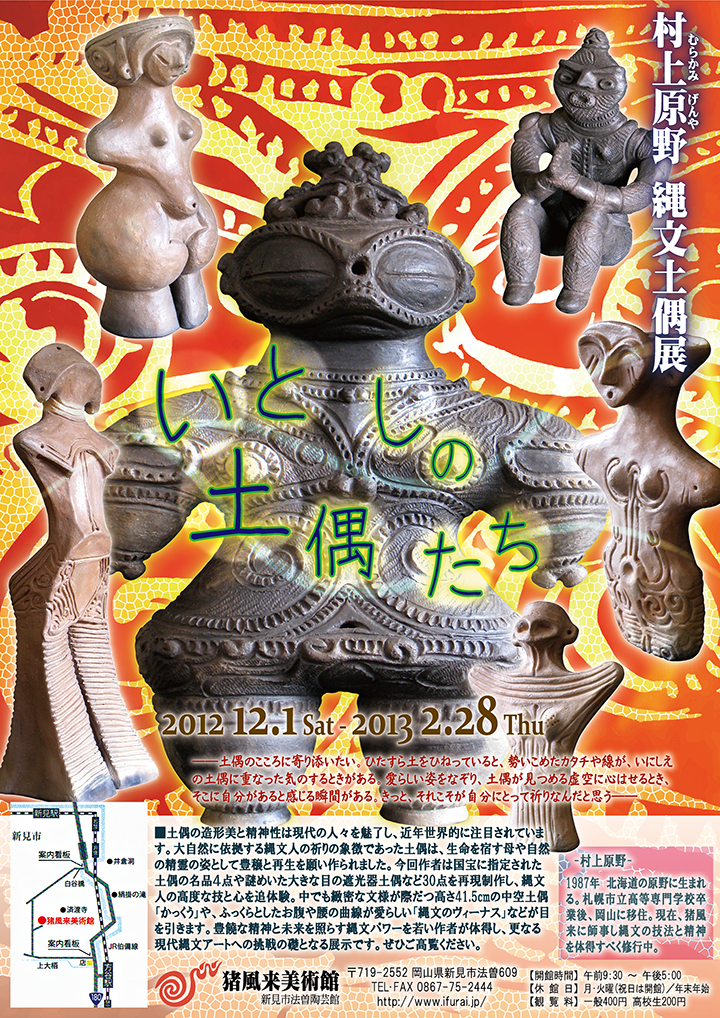 村上原野 縄文土偶展
むらかみ げんや
いとしの
土偶たち
2012 12.1 Sat - 2013 2.28 Thu
――土偶のこころに寄り添いたい。ひたすら土をひねっていると、勢いこめたカタチや線が、いにしえ
の土偶に重なった気のするときがある。愛らしい姿をなぞり、土偶が見つめる虚空に心はせるとき、
そこに自分があると感じる瞬間がある。きっと、それこそが自分にとって祈りなんだと思う――
■土偶の造形美と精神性は現代の人々を魅了し、近年世界的に注目されていま
す。大自然に依拠する縄文人の祈りの象徴であった土偶は、生命を宿す母や自然
の精霊の姿として豊穣と再生を願い作られました。今回作者は国宝に指定された
土偶の名品4点や謎めいた大きな目の遮光器土偶など30点を再現制作し、縄文
人の高度な技と心を追体験。中でも緻密な文様が際だつ高さ41.5cmの中空土偶
「かっくう」や、ふっくらとしたお腹や腰の曲線が愛らしい「縄文のヴィーナス」などが目
を引きます。豊饒な精神と未来を照らす縄文パワーを若い作者が体得し、更なる
現代縄文アートへの挑戦の礎となる展示です。ぜひご高覧ください。
-村上原野-
1987年 北海道の原野に生まれ
る。札幌市立高等専門学校卒
業後、岡山に移住。現在、猪風
来に師事し縄文の技法と精神
を体得すべく修行中。
新見駅
新見市
案内看板
井倉洞
白谷橋
絹掛の滝
済渡寺
猪風来美術館
案内看板
JR伯備線
上大楢
店
方谷駅
180
猪風来美術館
新見市法曽陶芸館
〒719-2552 岡山県新見市法曽609
TEL・FAX 0867-75-2444
http://www.ifurai.jp/
【開館時間】午前9:30 ～ 午後5:00
【休 館 日】月・火曜(祝日は開館)/年末年始
【観 覧 料】一般400円 高校生200円